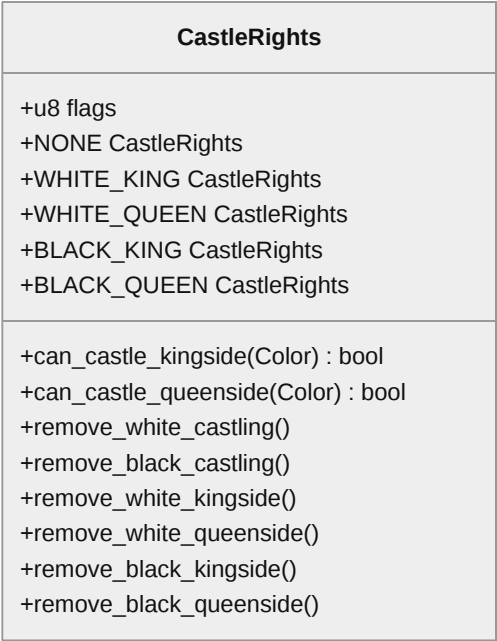 CastleRights
+u8 flags
+NONE CastleRights
+WHITE_KING CastleRights
+WHITE_QUEEN CastleRights
+BLACK_KING CastleRights
+BLACK_QUEEN CastleRights
+can_castle_kingside(Color) : bool
+can_castle_queenside(Color) : bool
+remove_white_castling()
+remove_black_castling()
+remove_white_kingside()
+remove_white_queenside()
+remove_black_kingside()
+remove_black_queenside()